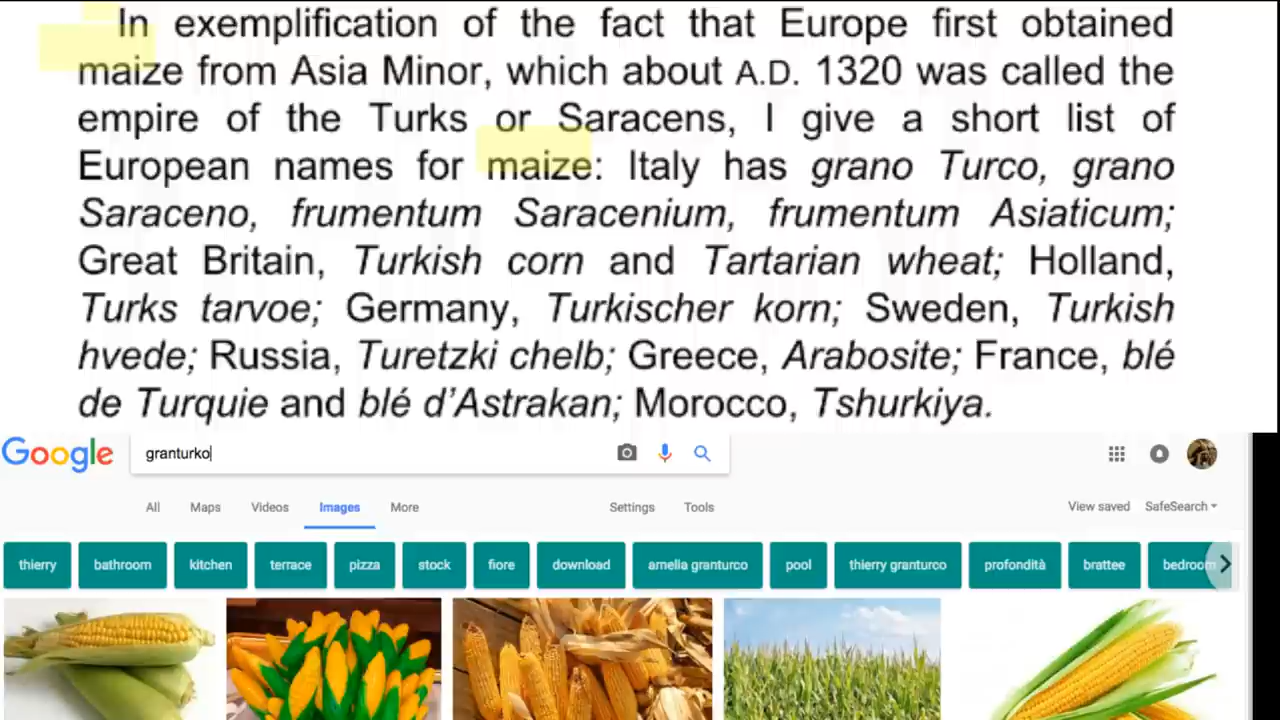 In exemplification of the fact that Europe first obtained
maize from Asia Minor, which about A.D. 1320 was called the
empire of the Turks or Saracens, I give a short list of
European names for maize: Italy has grano Turco, grano
Saraceno, frumentum Saracenium, frumentum Asiaticum;
Great Britain, Turkish corn and Tartarian wheat; Holland,
Turks tarvoe; Germany, Turkischer korn; Sweden, Turkish
hvede; Russia, Turetzki chelb; Greece, Arabosite; France, blé
de Turquie and blé d’Astrakan; Morocco, Tshurkiya.
Google granturko
All Maps Videos Images More Settings Tools View saved SafeSearch
thierry bathroom kitchen terrace pizza stock fiore download amelia granturco pool thierry granturco profondità brattee bedroom